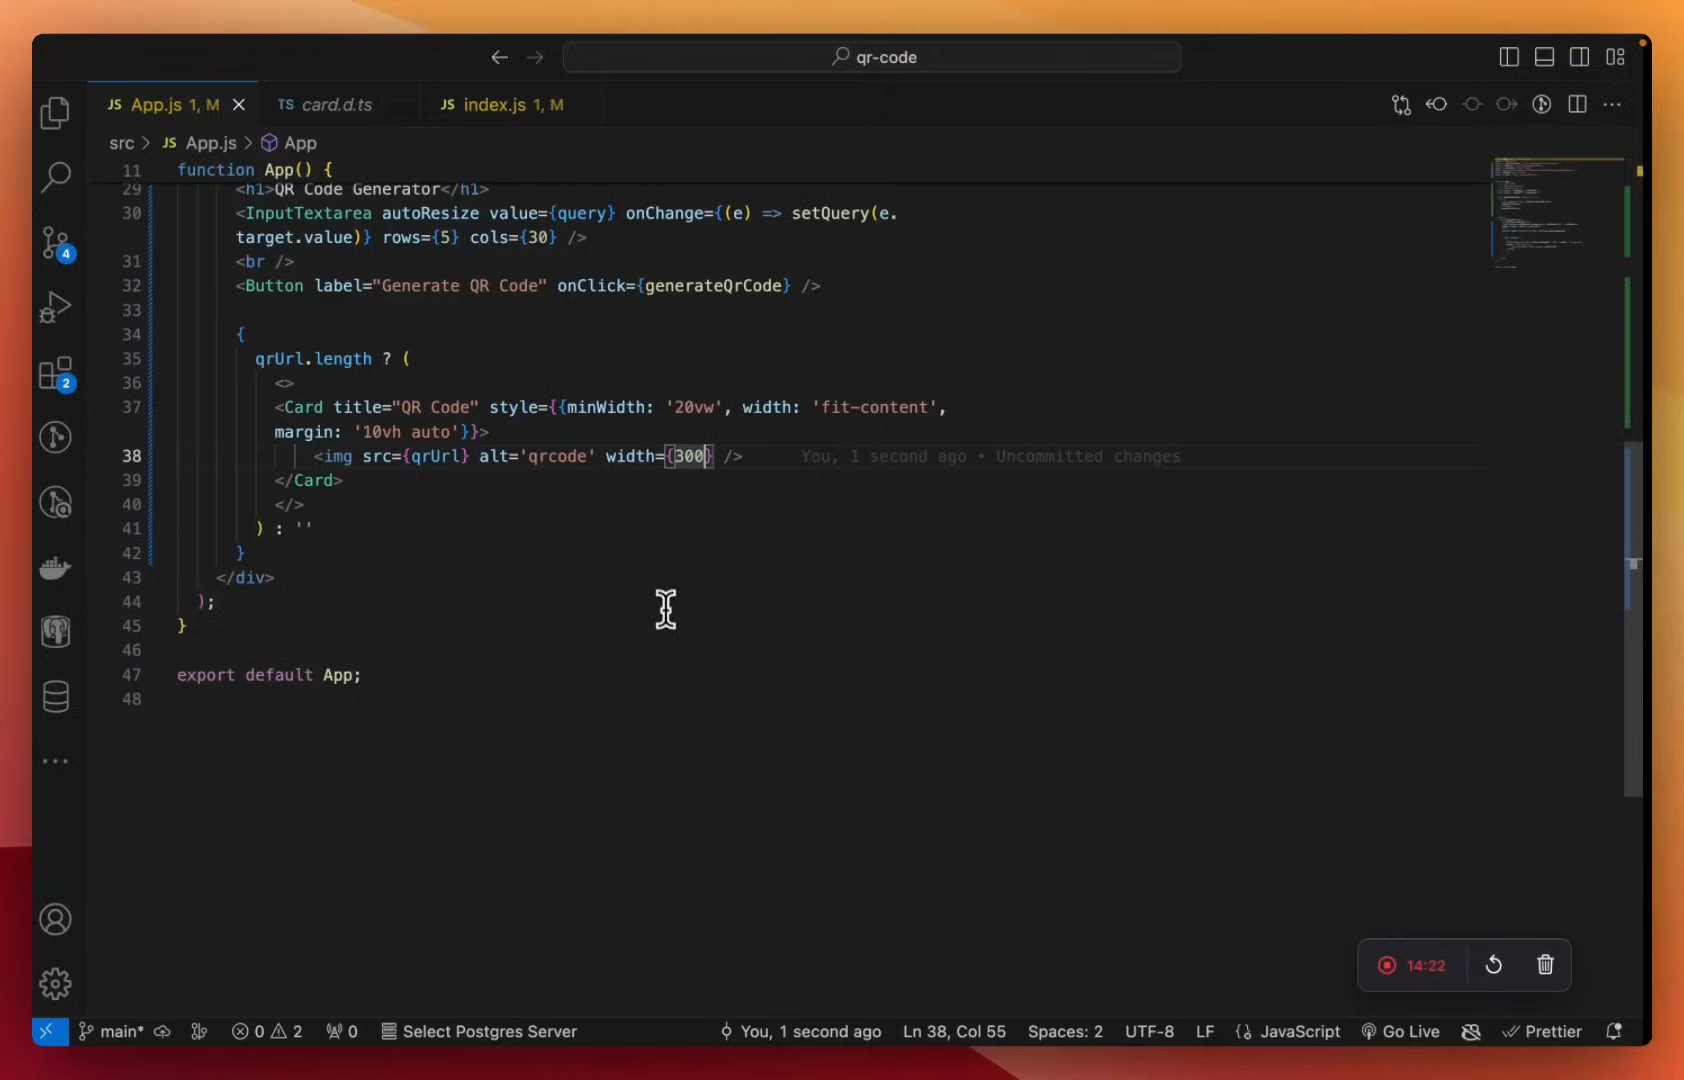 qr-code
JS App.js 1, M
TS card.d.ts
JS index.js 1, M
src > JS App.js > App
11 function App() {
29 <h1>QR Code Generator</h1>
30 <InputTextarea autoResize value={query} onChange={(e) => setQuery(e.
target.value)} rows={5} cols={30} />
31 <br />
32 <Button label="Generate QR Code" onClick={generateQrCode} />
33
34 {
35 qrUrl.length ? (
36 <>
37 <Card title="QR Code" style={{minWidth: '20vw', width: 'fit-content',
margin: '10vh auto'}}>
38 <img src={qrUrl} alt='qrcode' width={300} /> You, 1 second ago • Uncommitted changes
39 </Card>
40 </>
41 ) : ''
42 }
43 </div>
44 );
45 }
46
47 export default App;
48
4
2
14:22
main* 0 2 0 Select Postgres Server You, 1 second ago Ln 38, Col 55 Spaces: 2 UTF-8 LF {} JavaScript Go Live Prettier